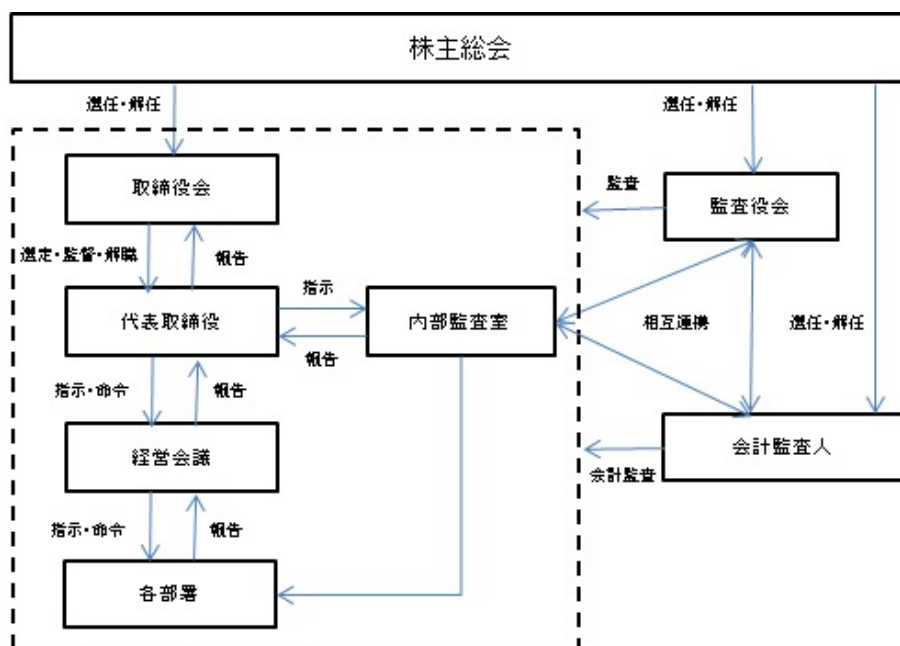 株主総会
選任・解任
選任・解任
取締役会
監査
監査役会
選定・監督・解職
報告
指示
代表取締役
内部監査室
相互連携
選任・解任
報告
指示・命令
報告
経営会議
会計監査人
会計監査
指示・命令
報告
各部署